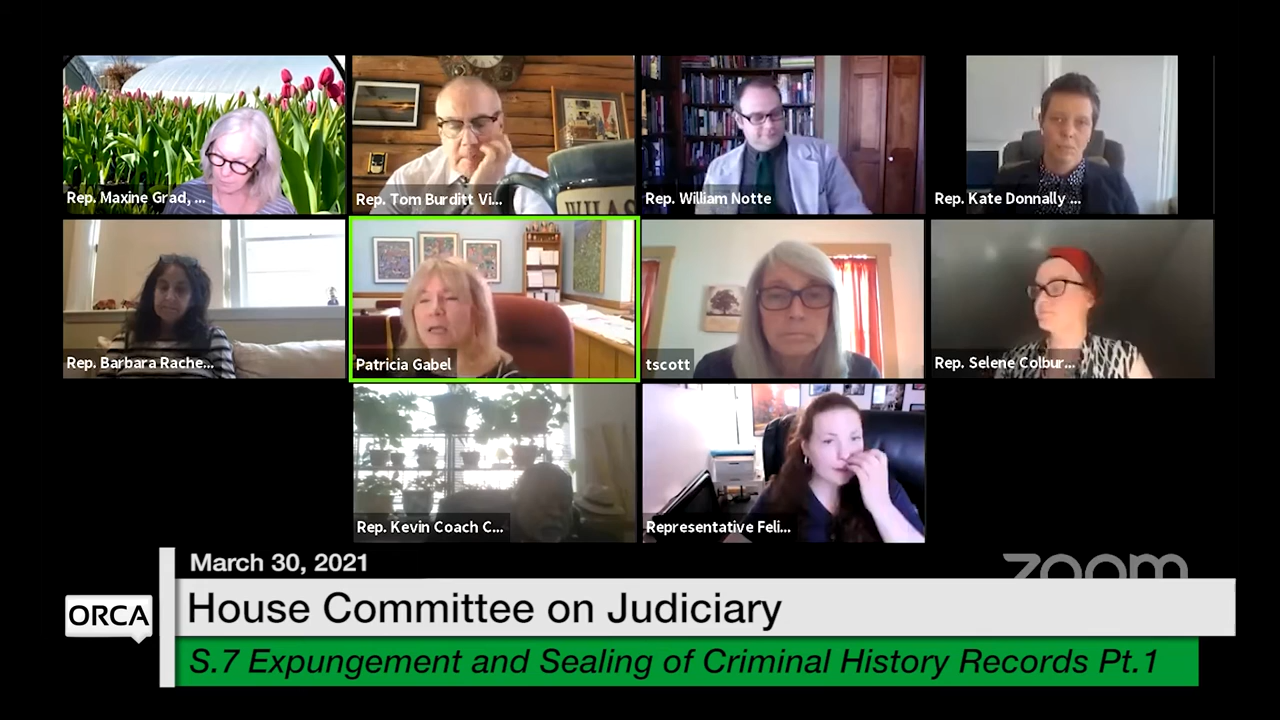 Rep. Maxine Grad, ...
Rep. Tom Burditt Vi...
Rep. William Notte
Rep. Kate Donnally ...
Rep. Barbara Rache...
Patricia Gabel
tscott
Rep. Selene Colbur...
Rep. Kevin Coach C...
Representative Feli...
March 30, 2021
zoom
ORCA
House Committee on Judiciary
S.7 Expungement and Sealing of Criminal History Records Pt.1